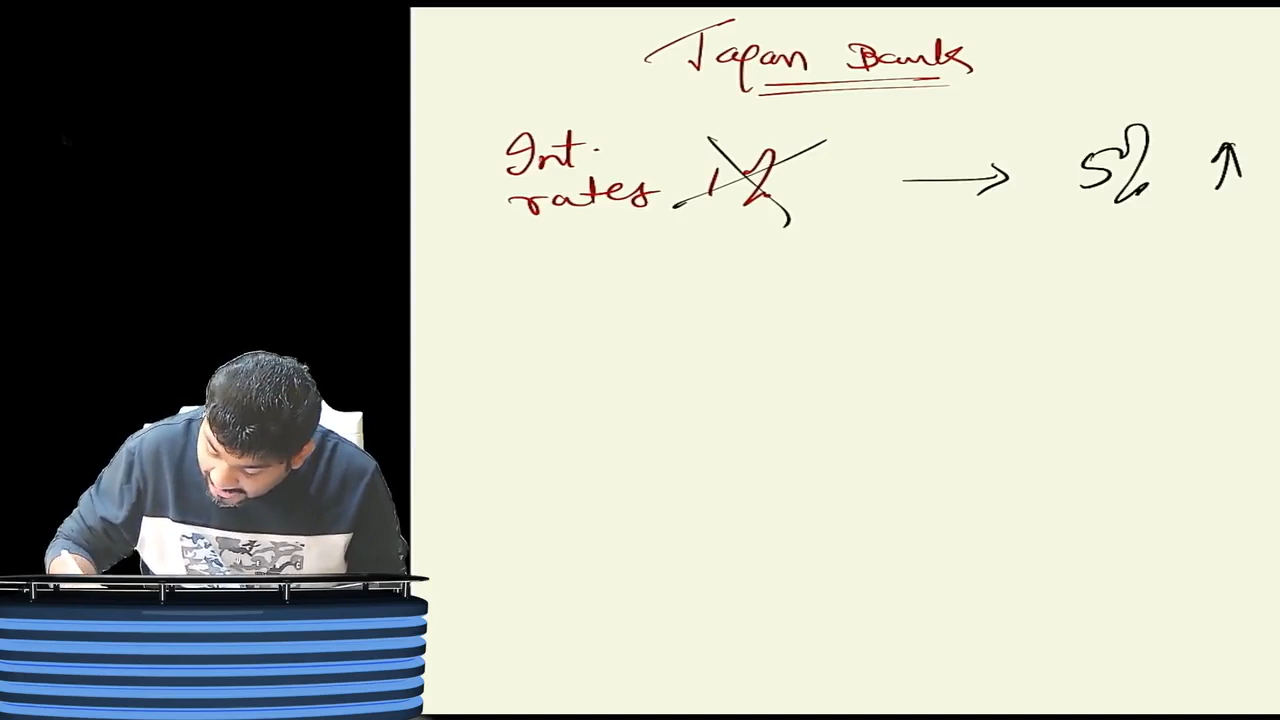 Japan Bank
Int. rates 1% → 5% ↑